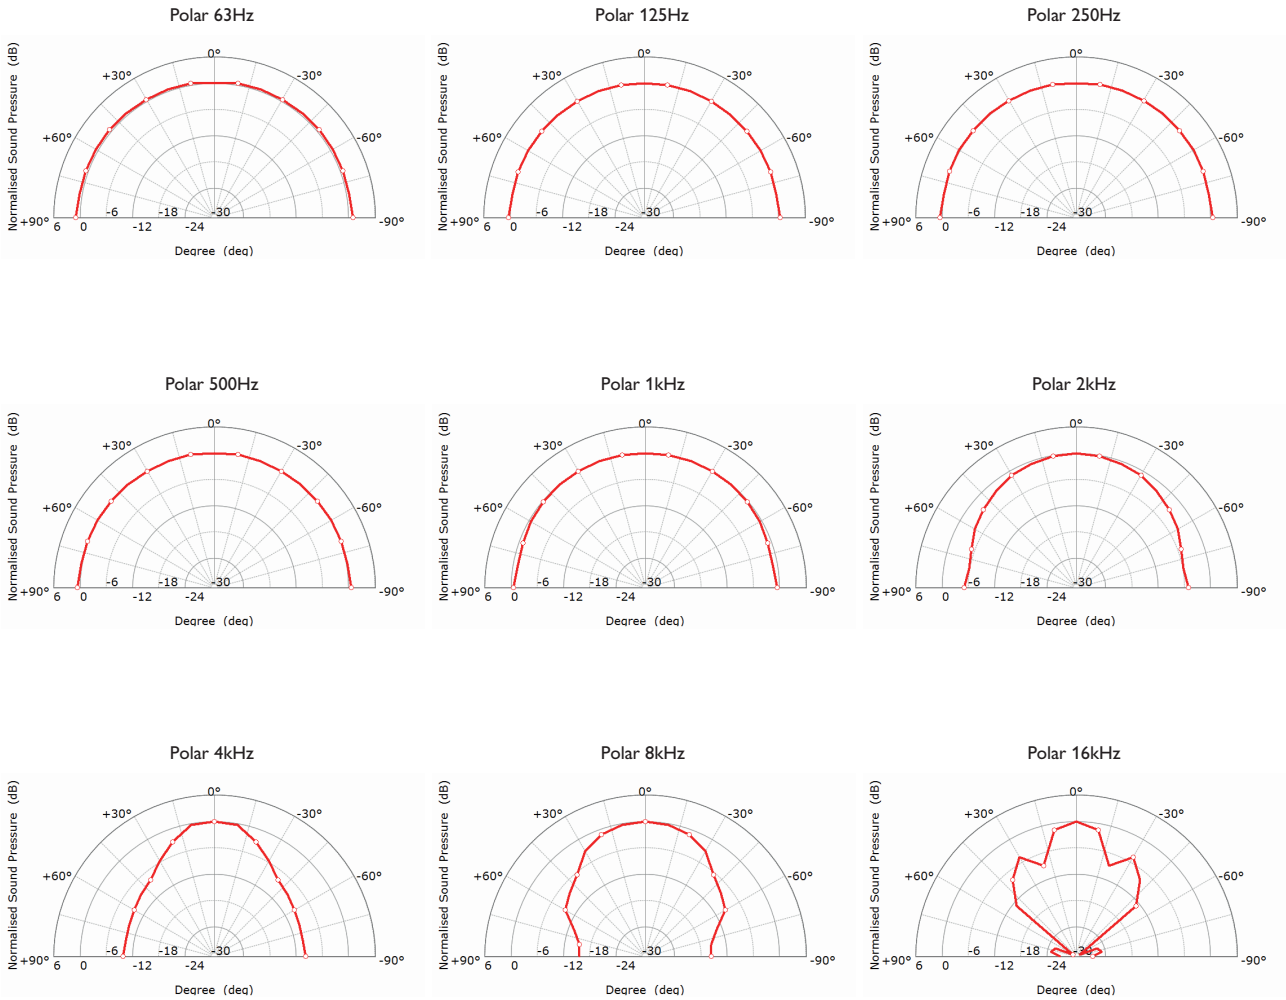 Polar 63Hz
Normalised Sound Pressure (dB)
0°
+30° -30°
+60° -60°
+90° -90°
-6 -18 -30
6 0 -12 -24
Degree (deg)
Polar 125Hz
Normalised Sound Pressure (dB)
0°
+30° -30°
+60° -60°
+90° -90°
-6 -18 -30
6 0 -12 -24
Degree (deg)
Polar 250Hz
Normalised Sound Pressure (dB)
0°
+30° -30°
+60° -60°
+90° -90°
-6 -18 -30
6 0 -12 -24
Degree (deg)
Polar 500Hz
Normalised Sound Pressure (dB)
0°
+30° -30°
+60° -60°
+90° -90°
-6 -18 -30
6 0 -12 -24
Degree (deg)
Polar 1kHz
Normalised Sound Pressure (dB)
0°
+30° -30°
+60° -60°
+90° -90°
-6 -18 -30
6 0 -12 -24
Degree (deg)
Polar 2kHz
Normalised Sound Pressure (dB)
0°
+30° -30°
+60° -60°
+90° -90°
-6 -18 -30
6 0 -12 -24
Degree (deg)
Polar 4kHz
Normalised Sound Pressure (dB)
0°
+30° -30°
+60° -60°
+90° -90°
-6 -18 -30
6 0 -12 -24
Degree (deg)
Polar 8kHz
Normalised Sound Pressure (dB)
0°
+30° -30°
+60° -60°
+90° -90°
-6 -18 -30
6 0 -12 -24
Degree (deg)
Polar 16kHz
Normalised Sound Pressure (dB)
0°
+30° -30°
+60° -60°
+90° -90°
-6 -18 -30
6 0 -12 -24
Degree (deg)